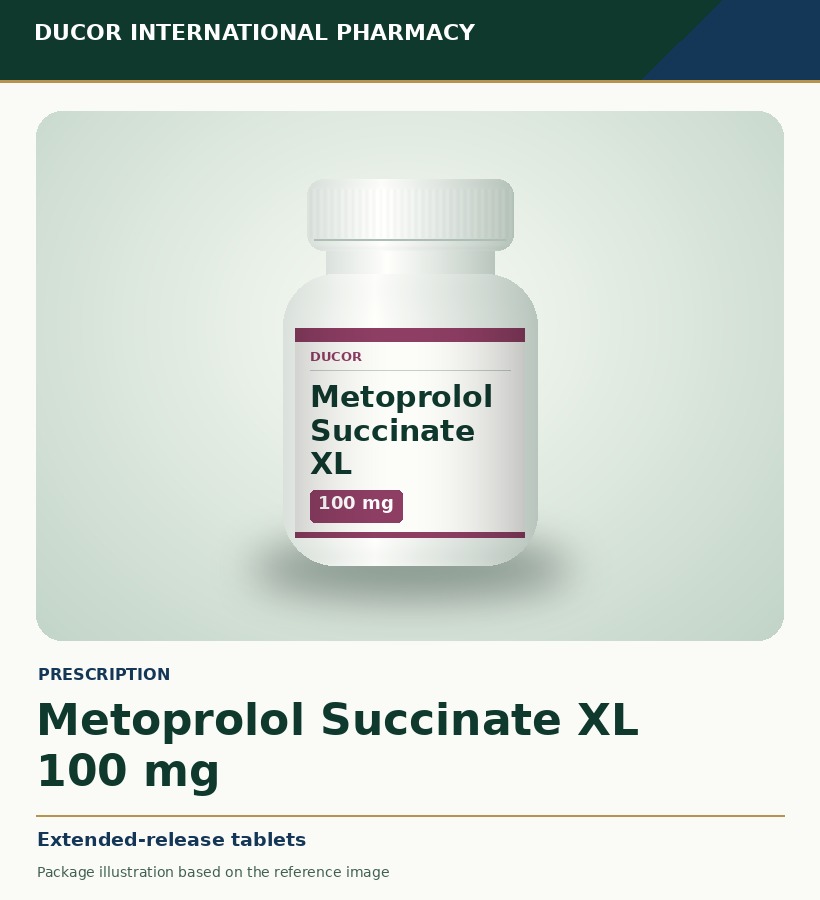 DUCOR INTERNATIONAL PHARMACY
DUCOR
Metoprolol
Succinate
XL
100 mg
PRESCRIPTION
Metoprolol Succinate XL
100 mg
Extended-release tablets
Package illustration based on the reference image